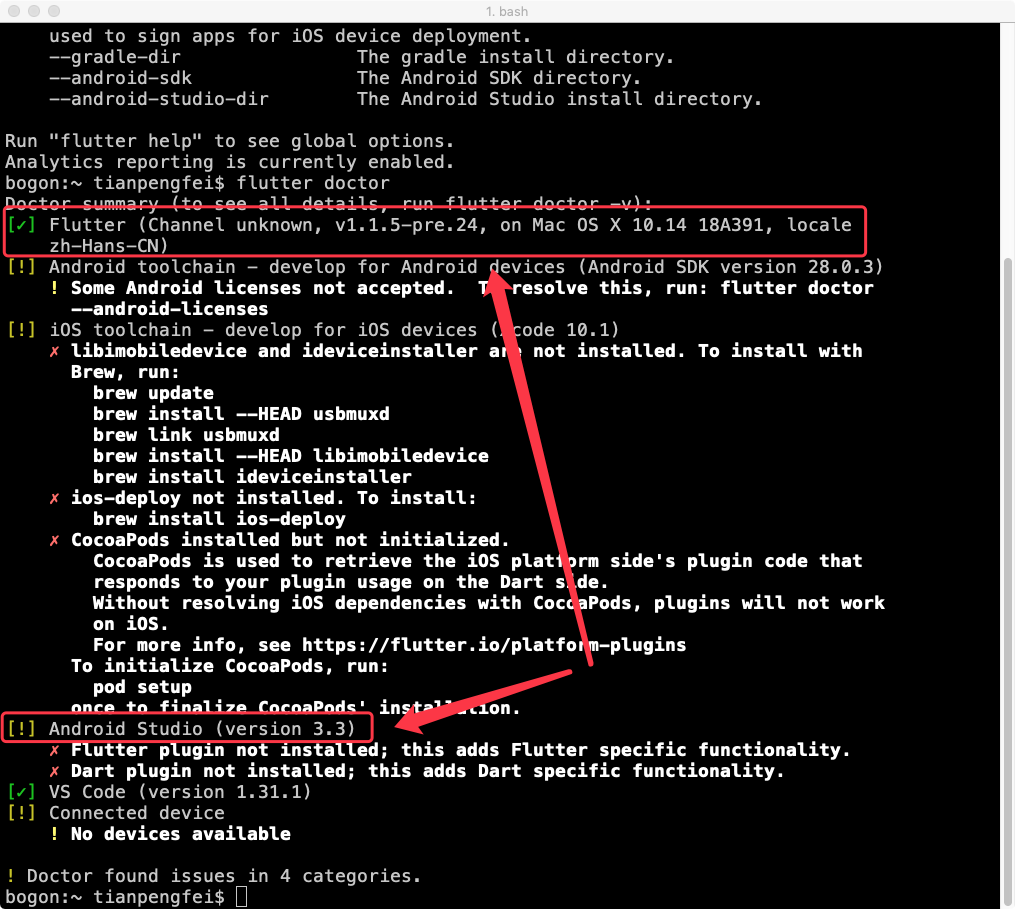 1. bash
used to sign apps for iOS device deployment.
--gradle-dir The gradle install directory.
--android-sdk The Android SDK directory.
--android-studio-dir The Android Studio install directory.
Run "flutter help" to see global options.
Analytics reporting is currently enabled.
bogon:~ tianpengfei$ flutter doctor
Doctor summary (to see all details, run flutter doctor -v):
[✓] Flutter (Channel unknown, v1.1.5-pre.24, on Mac OS X 10.14 18A391, locale
zh-Hans-CN)
[!] Android toolchain - develop for Android devices (Android SDK version 28.0.3)
! Some Android licenses not accepted. To resolve this, run: flutter doctor
--android-licenses
[!] iOS toolchain - develop for iOS devices (Xcode 10.1)
✗ libimobiledevice and ideviceinstaller are not installed. To install with
Brew, run:
brew update
brew install --HEAD usbmuxd
brew link usbmuxd
brew install --HEAD libimobiledevice
brew install ideviceinstaller
✗ ios-deploy not installed. To install:
brew install ios-deploy
✗ CocoaPods installed but not initialized.
CocoaPods is used to retrieve the iOS platform side's plugin code that
responds to your plugin usage on the Dart side.
Without resolving iOS dependencies with CocoaPods, plugins will not work
on iOS.
For more info, see https://flutter.io/platform-plugins
To initialize CocoaPods, run:
pod setup
once to finalize CocoaPods' installation.
[!] Android Studio (version 3.3)
✗ Flutter plugin not installed; this adds Flutter specific functionality.
✗ Dart plugin not installed; this adds Dart specific functionality.
[✓] VS Code (version 1.31.1)
[!] Connected device
! No devices available
! Doctor found issues in 4 categories.
bogon:~ tianpengfei$